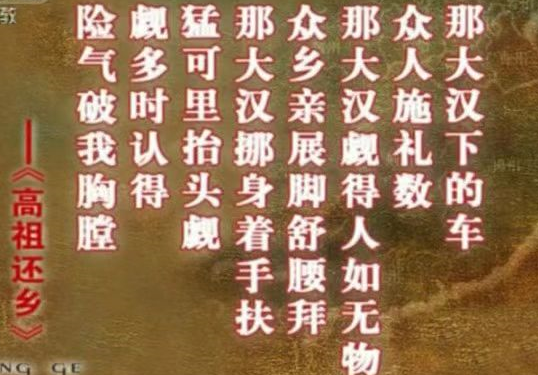 教
那大汉下的车
众人施礼数
那大汉觑得人如无物
众乡亲展脚舒腰拜
那大汉挪身着手扶
猛可里抬头觑
觑多时认得
险气破我胸膛
——《高祖还乡》
NG GE